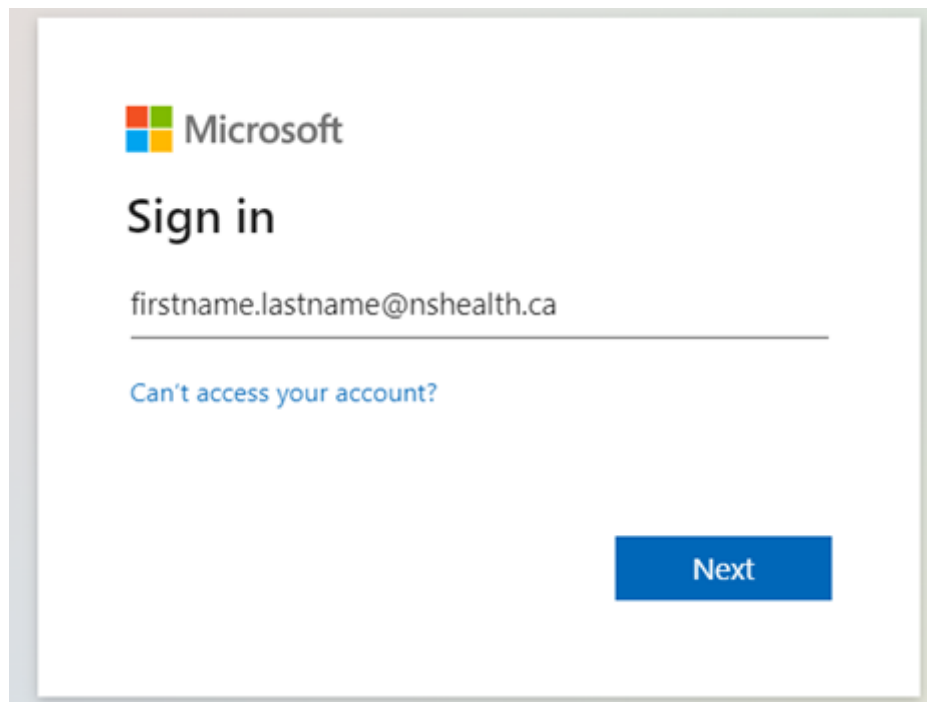 Microsoft
Sign in
firstname.lastname@nshealth.ca
Can't access your account?
Next